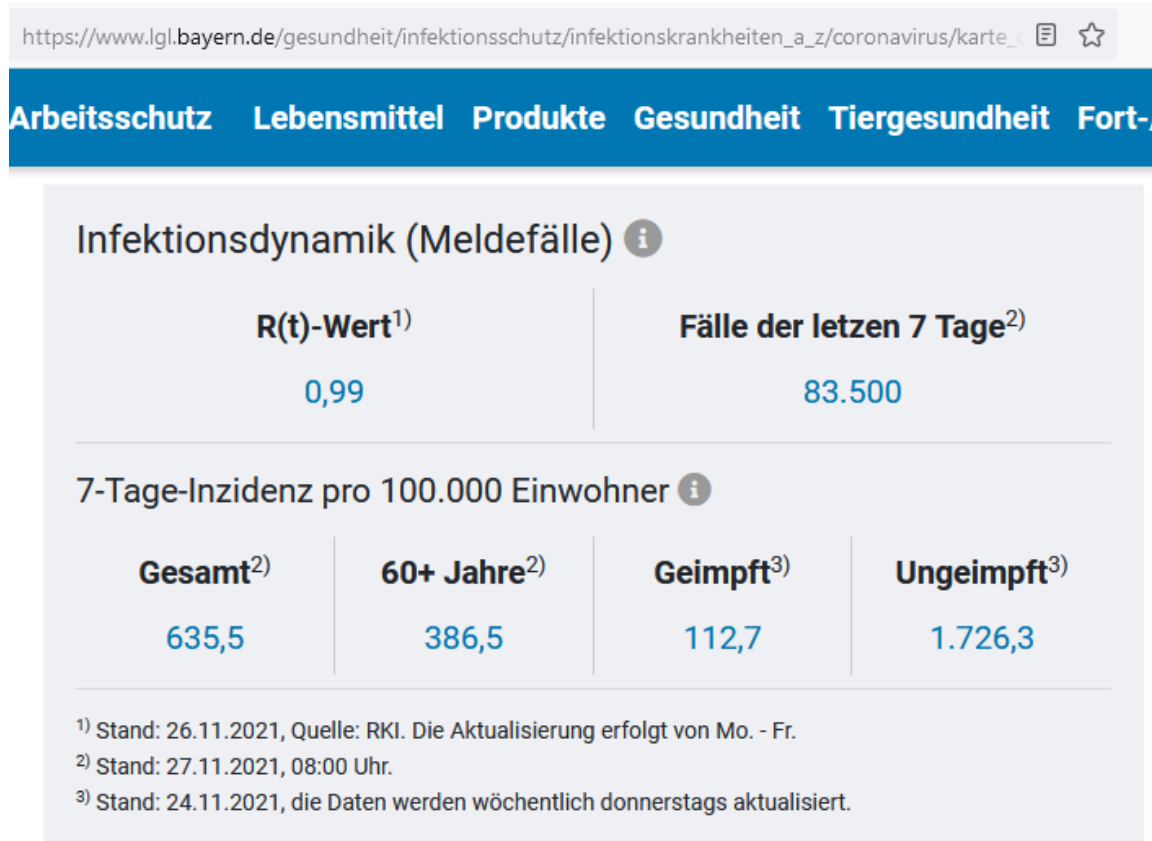 https://www.lgl.bayern.de/gesundheit/infektionsschutz/infektionskrankheiten_a_z/coronavirus/karte_
Arbeitsschutz Lebensmittel Produkte Gesundheit Tiergesundheit Fort-
Infektionsdynamik (Meldefälle)
R(t)-Wert1) Fälle der letzen 7 Tage2)
0,99 83.500
7-Tage-Inzidenz pro 100.000 Einwohner
Gesamt2) 60+ Jahre2) Geimpft3) Ungeimpft3)
635,5 386,5 112,7 1.726,3
1) Stand: 26.11.2021, Quelle: RKI. Die Aktualisierung erfolgt von Mo. - Fr.
2) Stand: 27.11.2021, 08:00 Uhr.
3) Stand: 24.11.2021, die Daten werden wöchentlich donnerstags aktualisiert.